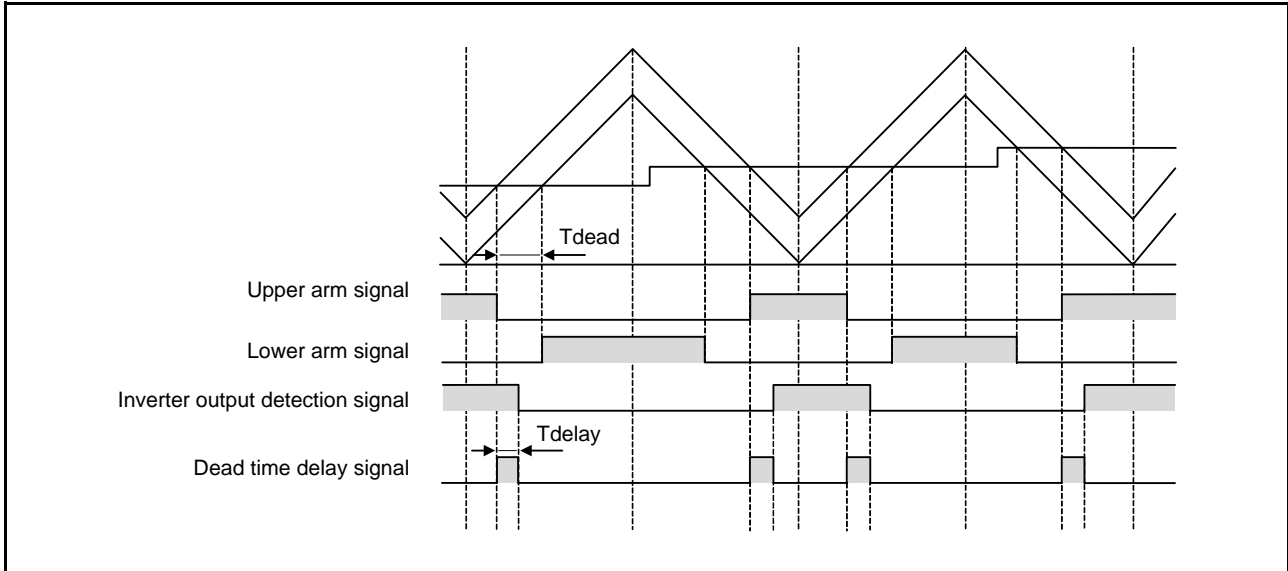 Tdead
Upper arm signal
Lower arm signal
Inverter output detection signal
Tdelay
Dead time delay signal